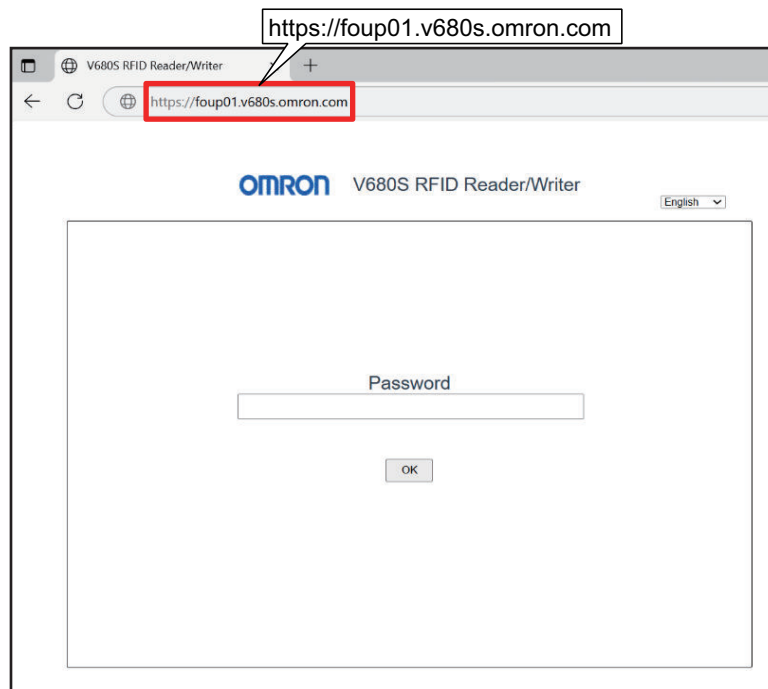 https://foup01.v680s.omron.com
V680S RFID Reader/Writer
https://foup01.v680s.omron.com
OMRON V680S RFID Reader/Writer
English
Password
OK